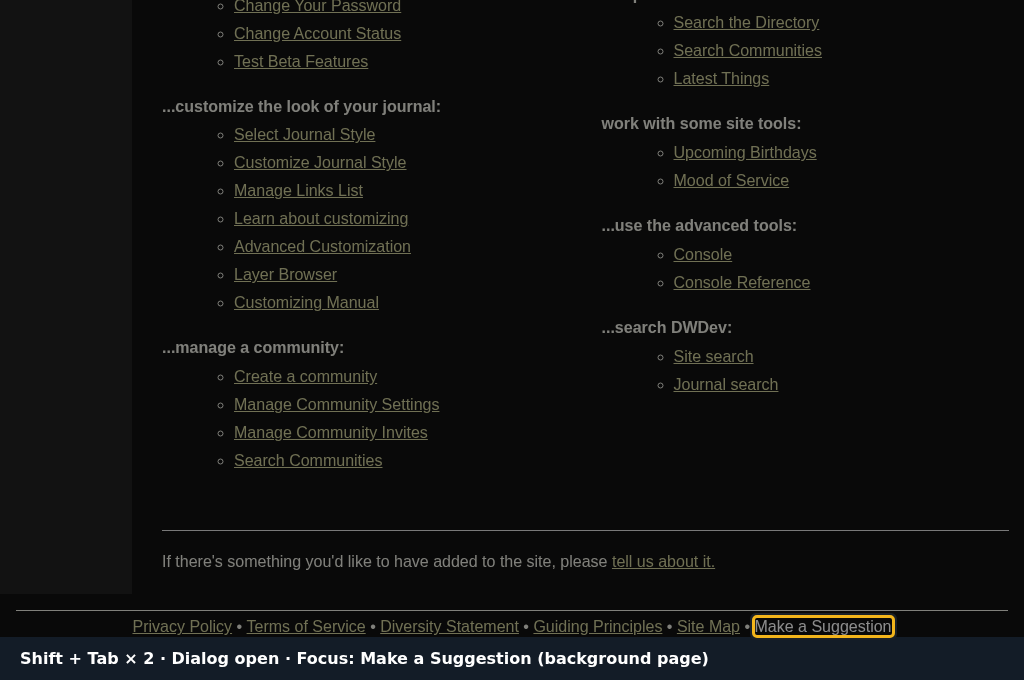 Change Your Password
Change Account Status
Test Beta Features
...customize the look of your journal:
Select Journal Style
Customize Journal Style
Manage Links List
Learn about customizing
Advanced Customization
Layer Browser
Customizing Manual
...manage a community:
Create a community
Manage Community Settings
Manage Community Invites
Search Communities
Search the Directory
Search Communities
Latest Things
work with some site tools:
Upcoming Birthdays
Mood of Service
...use the advanced tools:
Console
Console Reference
...search DWDev:
Site search
Journal search
If there's something you'd like to have added to the site, please tell us about it.
Privacy Policy • Terms of Service • Diversity Statement • Guiding Principles • Site Map • Make a Suggestion
Shift + Tab × 2 · Dialog open · Focus: Make a Suggestion (background page)